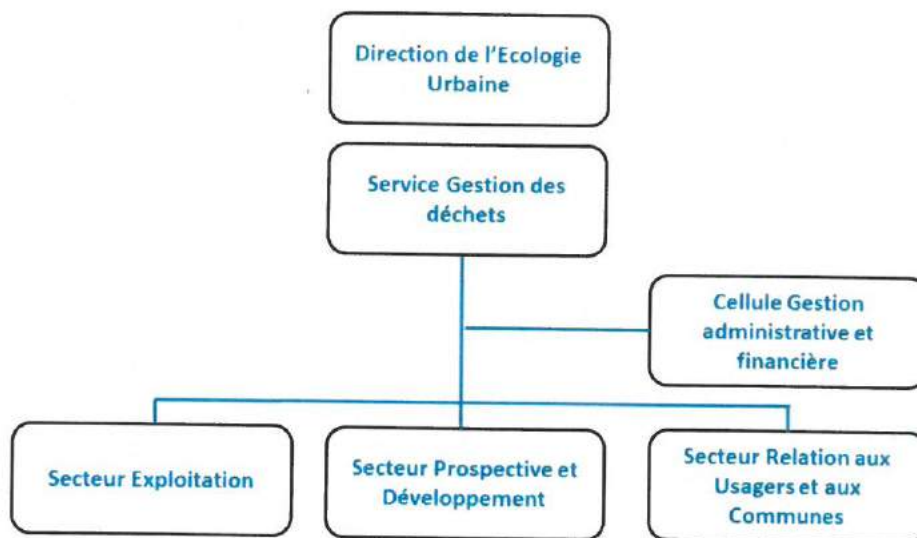 Direction de l'Ecologie
Urbaine
Service Gestion des
déchets
Cellule Gestion
administrative et
financière
Secteur Exploitation
Secteur Prospective et
Développement
Secteur Relation aux
Usagers et aux
Communes